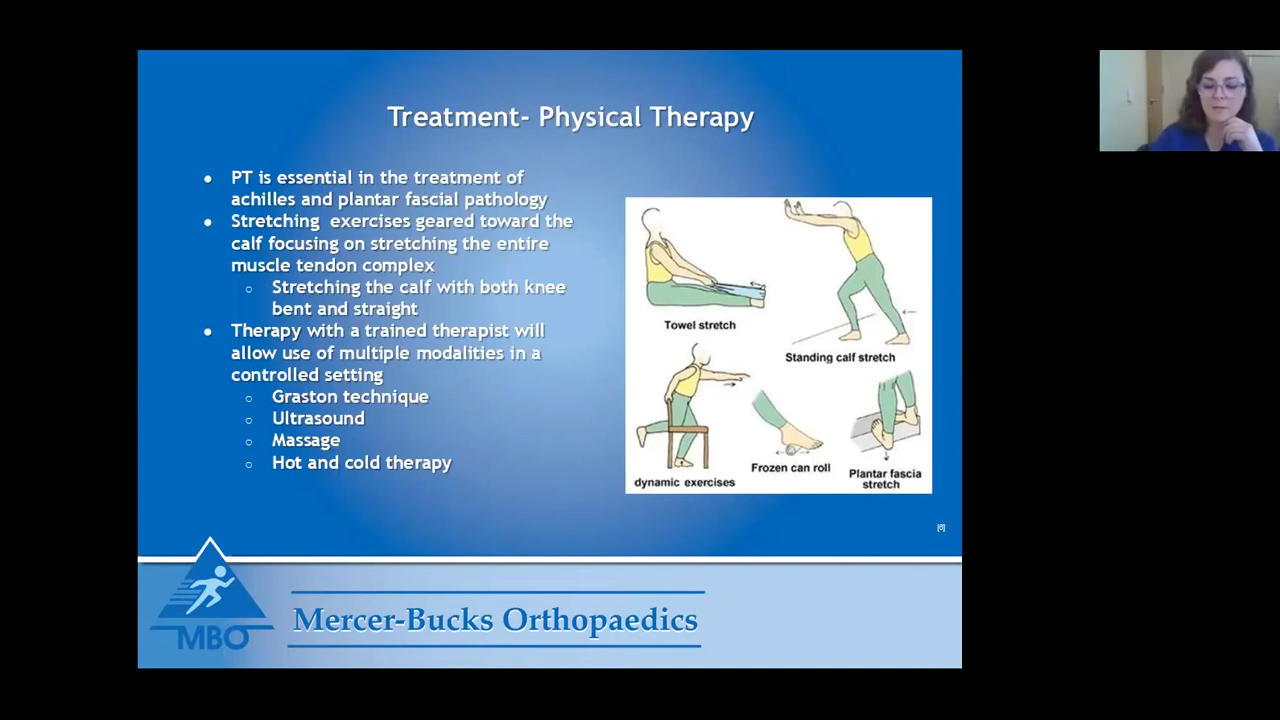 Treatment- Physical Therapy
● PT is essential in the treatment of
achilles and plantar fascial pathology
● Stretching exercises geared toward the
calf focusing on stretching the entire
muscle tendon complex
○ Stretching the calf with both knee
bent and straight
● Therapy with a trained therapist will
allow use of multiple modalities in a
controlled setting
○ Graston technique
○ Ultrasound
○ Massage
○ Hot and cold therapy
Towel stretch
Standing calf stretch
dynamic exercises
Frozen can roll
Plantar fascia
stretch
MBO
Mercer-Bucks Orthopaedics